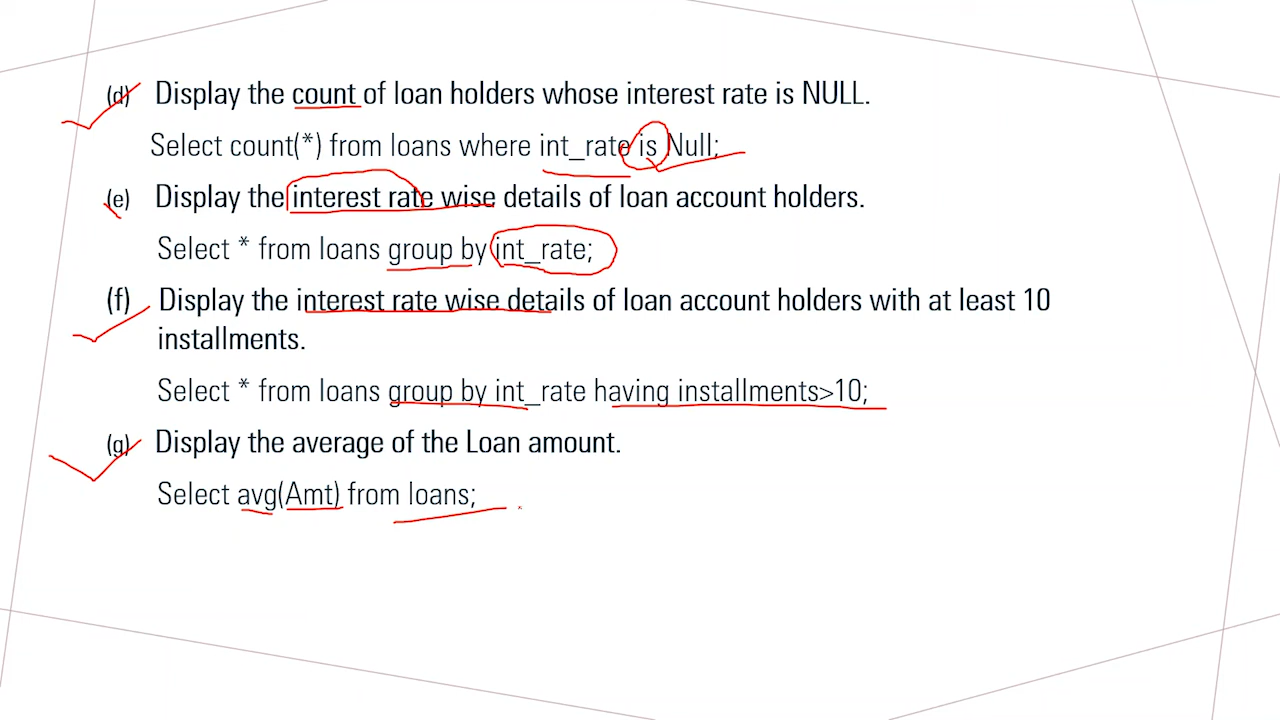 (d) Display the count of loan holders whose interest rate is NULL.
Select count(*) from loans where int_rate is Null;
(e) Display the interest rate wise details of loan account holders.
Select * from loans group by int_rate;
(f) Display the interest rate wise details of loan account holders with at least 10
installments.
Select * from loans group by int_rate having installments>10;
(g) Display the average of the Loan amount.
Select avg(Amt) from loans;